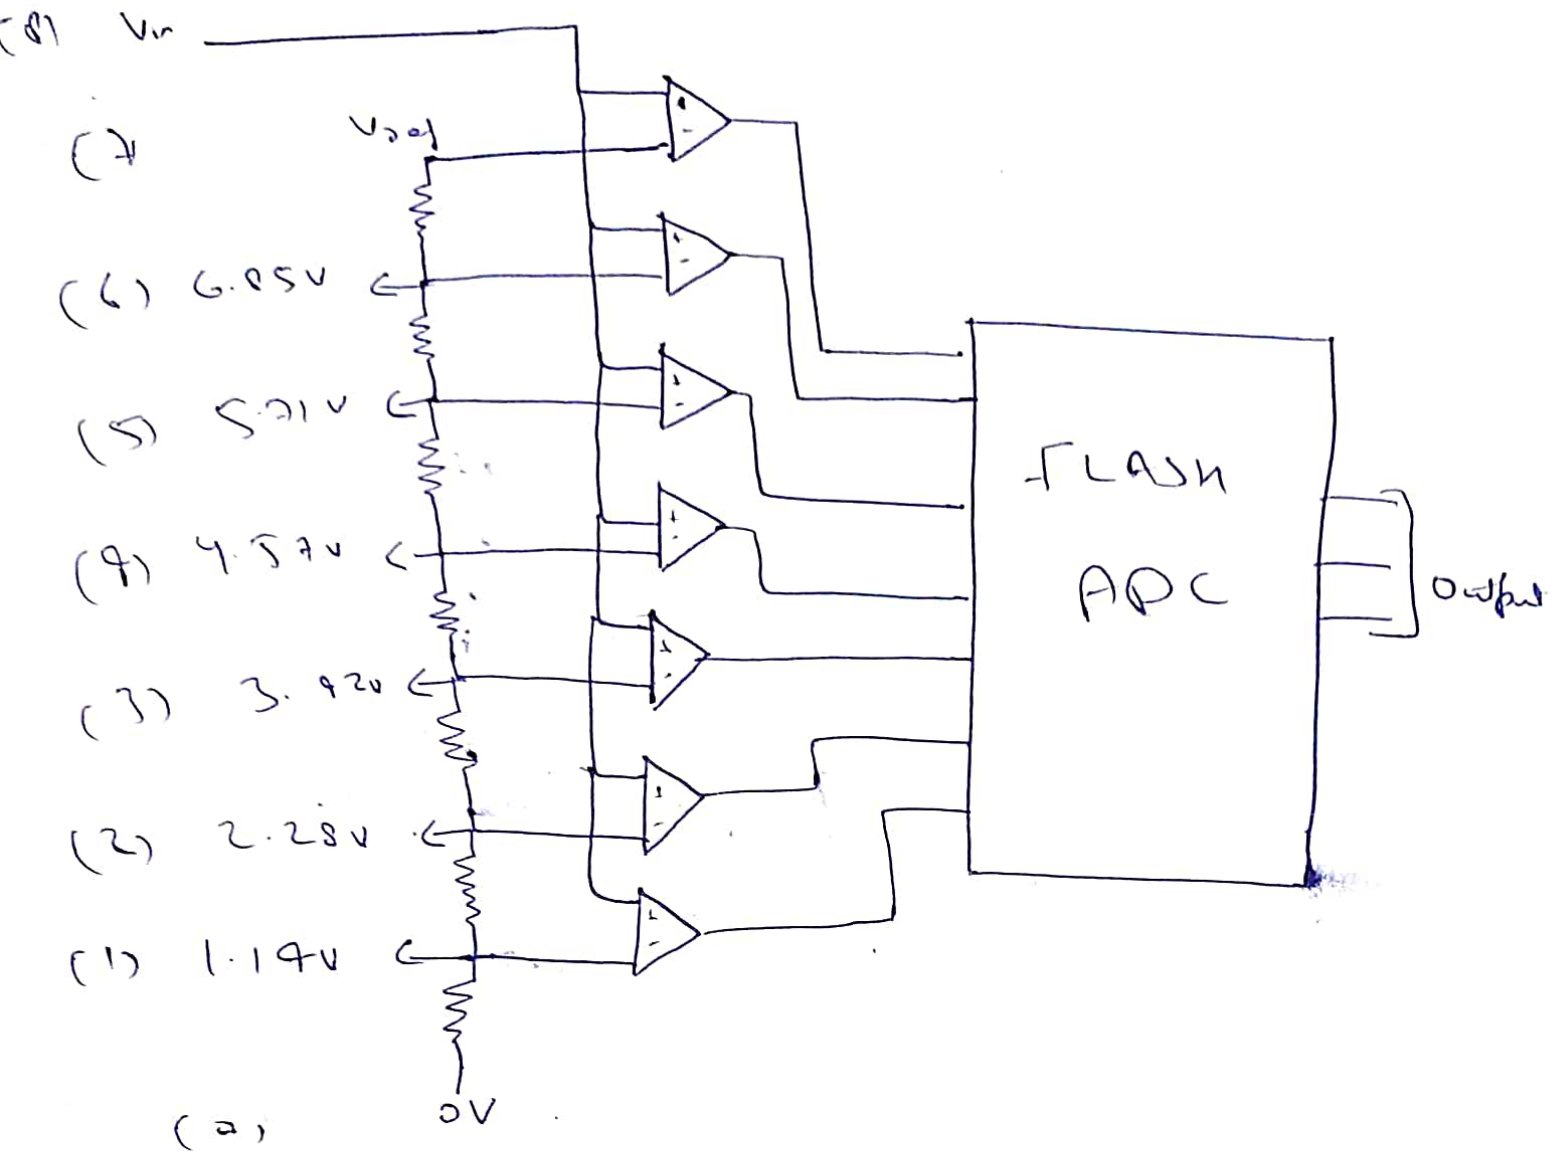 (8) Vin
+
-
(7
Vref
+
-
(6) 6.85V
+
-
(5) 5.71V
FLASH
ADC
+
-
(4) 4.57V
Output
+
-
(3) 3.42V
+
-
(2) 2.28V
+
-
(1) 1.14V
0V
(0)